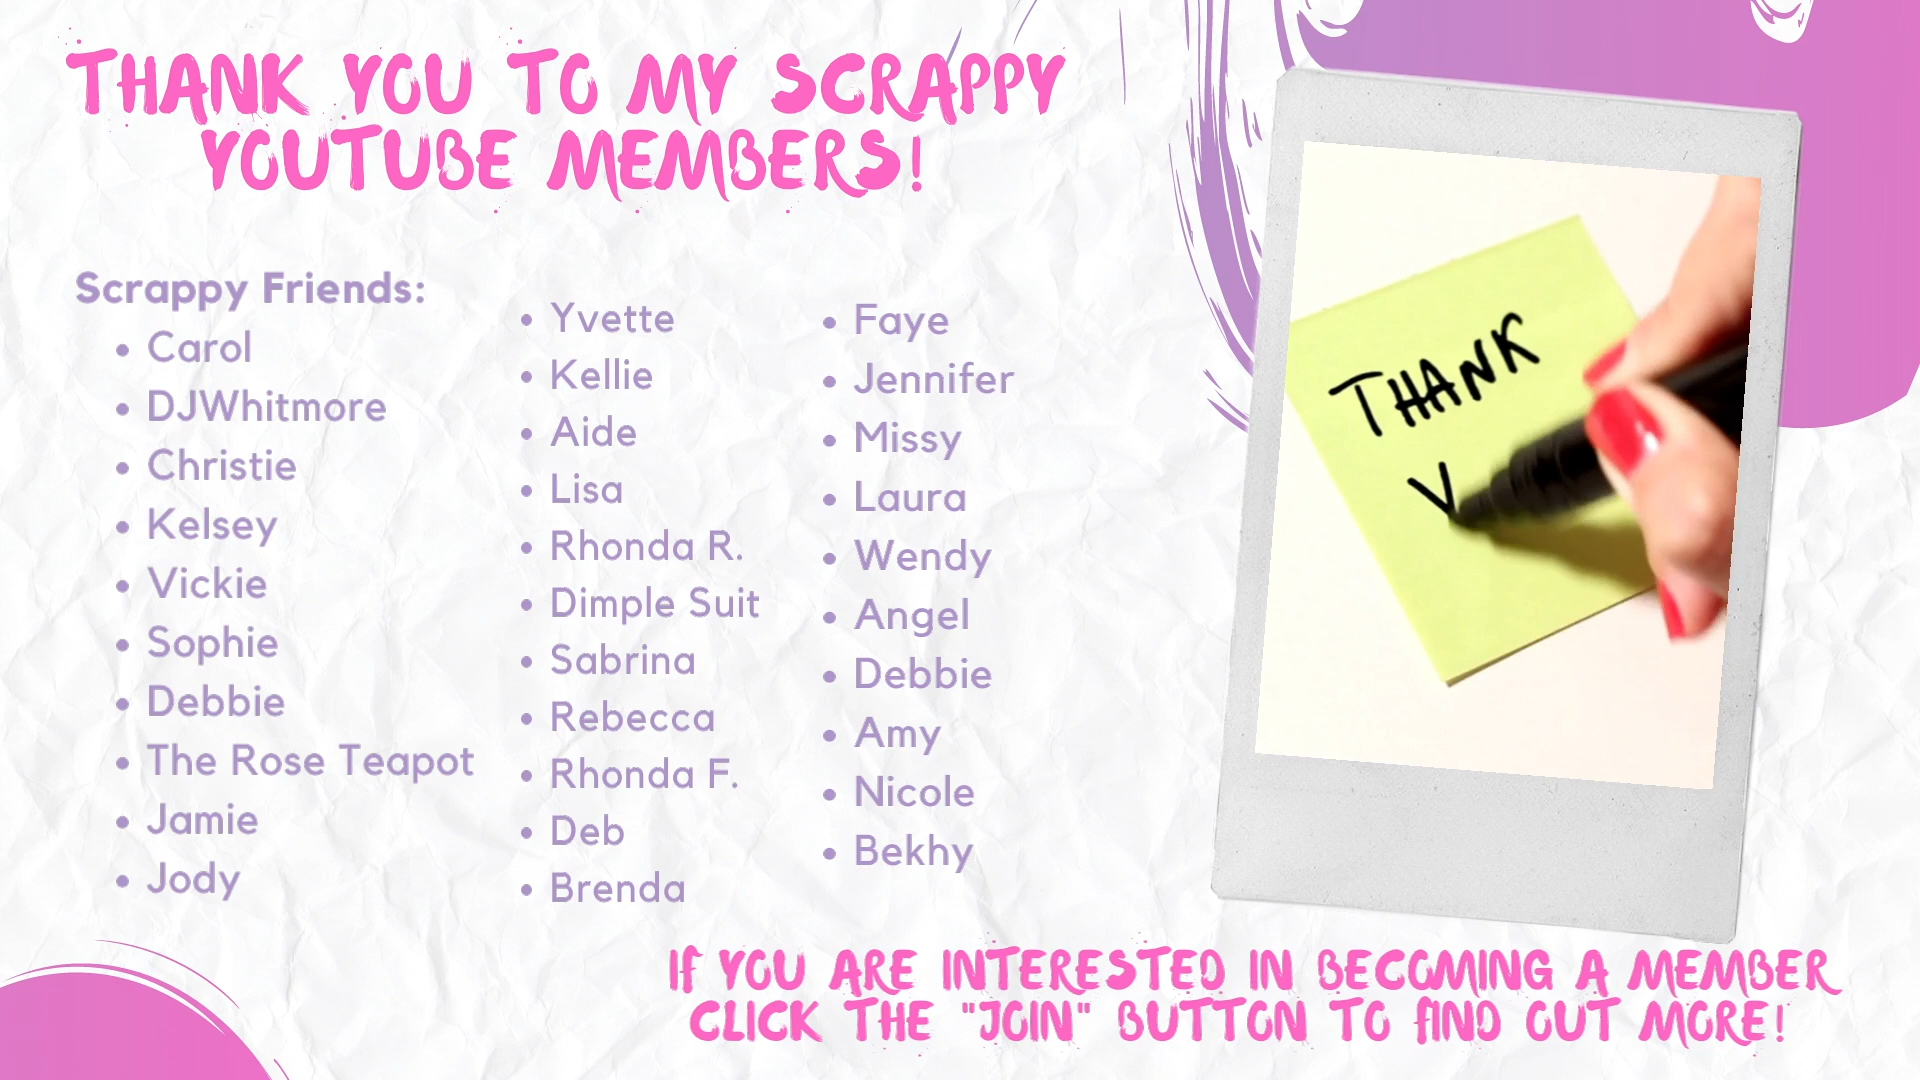 THANK YOU TO MY SCRAPPY
YOUTUBE MEMBERS!
Scrappy Friends:
• Carol
• DJWhitmore
• Christie
• Kelsey
• Vickie
• Sophie
• Debbie
• The Rose Teapot
• Jamie
• Jody
• Yvette
• Kellie
• Aide
• Lisa
• Rhonda R.
• Dimple Suit
• Sabrina
• Rebecca
• Rhonda F.
• Deb
• Brenda
• Faye
• Jennifer
• Missy
• Laura
• Wendy
• Angel
• Debbie
• Amy
• Nicole
• Bekhy
THANK
Y
IF YOU ARE INTERESTED IN BECOMING A MEMBER
CLICK THE "JOIN" BUTTON TO FIND OUT MORE!